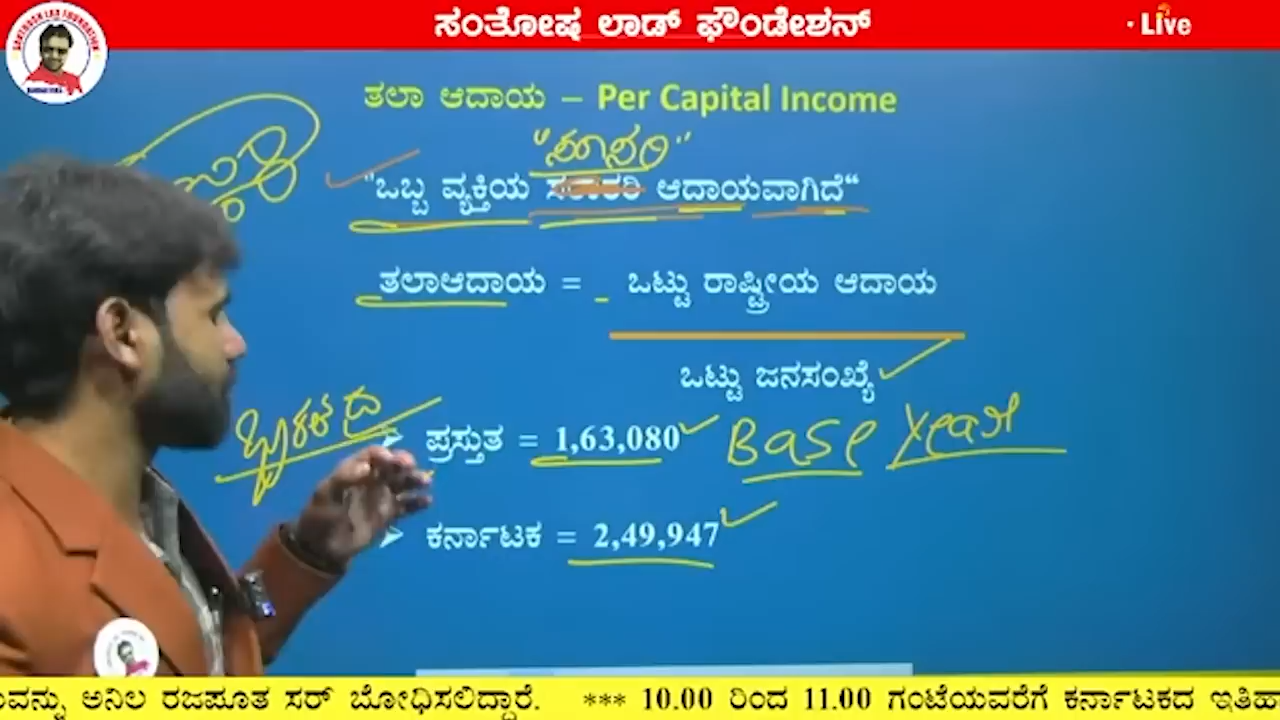 ಸಂತೋಷ ಲಾಡ್ ಫೌಂಡೇಶನ್
· Live
ತಲಾ ಆದಾಯ – Per Capital Income
"ಸರಾಸರಿ"
"ಒಬ್ಬ ವ್ಯಕ್ತಿಯ ಸರಾಸರಿ ಆದಾಯವಾಗಿದೆ"
ತಲಾಆದಾಯ = ಒಟ್ಟು ರಾಷ್ಟ್ರೀಯ ಆದಾಯ
ಒಟ್ಟು ಜನಸಂಖ್ಯೆ
ಪ್ರಸ್ತುತ = 1,63,080 Base Year
ಕರ್ನಾಟಕ = 2,49,947
ವನ್ನು ಅನಿಲ ರಜಪೂತ ಸರ್ ಬೋಧಿಸಲಿದ್ದಾರೆ. *** 10.00 ರಿಂದ 11.00 ಗಂಟೆಯವರೆಗೆ ಕರ್ನಾಟಕದ ಇತಿಹಾ